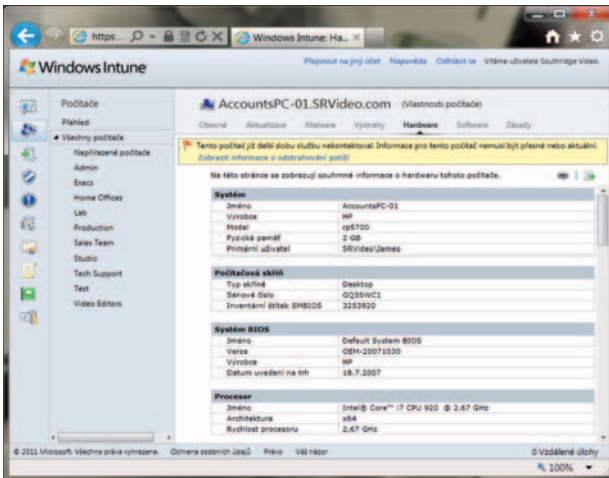 https...
Windows Intune: Ha...
Windows Intune
Přepnout na jiný účet Nápověda Odhlásit se Vítáme uživatele Southridge Video.
Počítače
Přehled
Všechny počítače
Nepřiřazené počítače
Admin
Execs
Home Offices
Lab
Production
Sales Team
Studio
Tech Support
Test
Video Editors
AccountsPC-01.SRVideo.com (Vlastnosti počítače)
Obecné Aktualizace Malware Výstrahy Hardware Software Zásady
Tento počítač již delší dobu službu nekontaktoval. Informace pro tento počítač nemusí být přesné nebo aktuální.
Zobrazit informace o odstraňování potíží
Na této stránce se zobrazují souhrnné informace o hardwaru tohoto počítače.
Systém
Jméno AccountsPC-01
Výrobce HP
Model rp5700
Fyzické paměť 2 GB
Primární uživatel SRVideo\James
Počítačová skříň
Typ skříně Desktop
Sériové číslo GQ35WC1
Inventární štítek SMBIOS 3253920
Systém BIOS
Jméno Default System BIOS
Verze OEM-20071030
Výrobce HP
Datum uvedení na trh 18.7.2007
Procesor
Jméno Intel® Core™ i7 CPU 920 @ 2.67 GHz
Architektura x64
Rychlost procesoru 2,67 GHz
© 2011 Microsoft. Všechna práva vyhrazena. Ochrana osobních údajů Právo Váš názor
0 Vzdálené úlohy
100%